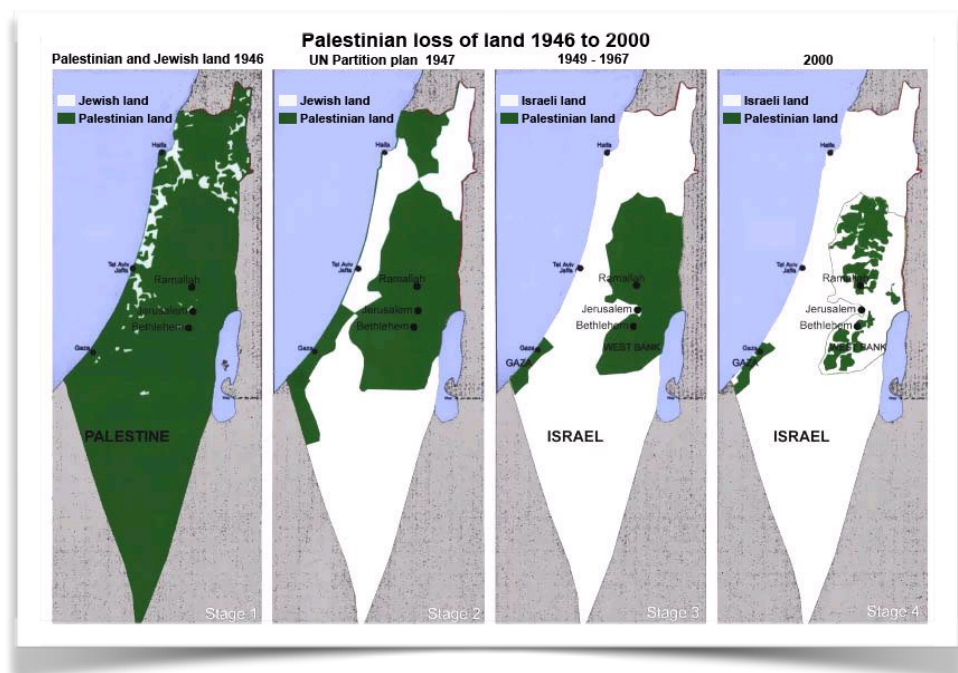 Palestinian loss of land 1946 to 2000
Palestinian and Jewish land 1946
Jewish land
Palestinian land
Haifa
Tel Aviv
Jaffa
Ramallah
Jerusalem
Bethlehem
Gaza
PALESTINE
Stage 1
UN Partition plan 1947
Jewish land
Palestinian land
Haifa
Tel Aviv
Jaffa
Ramallah
Jerusalem
Bethlehem
Gaza
Stage 2
1949 - 1967
Israeli land
Palestinian land
Haifa
Tel Aviv
Jaffa
Ramallah
Jerusalem
Bethlehem
Gaza
GAZA
WEST BANK
ISRAEL
Stage 3
2000
Israeli land
Palestinian land
Haifa
Tel Aviv
Jaffa
Ramallah
Jerusalem
Bethlehem
Gaza
GAZA
WEST BANK
ISRAEL
Stage 4